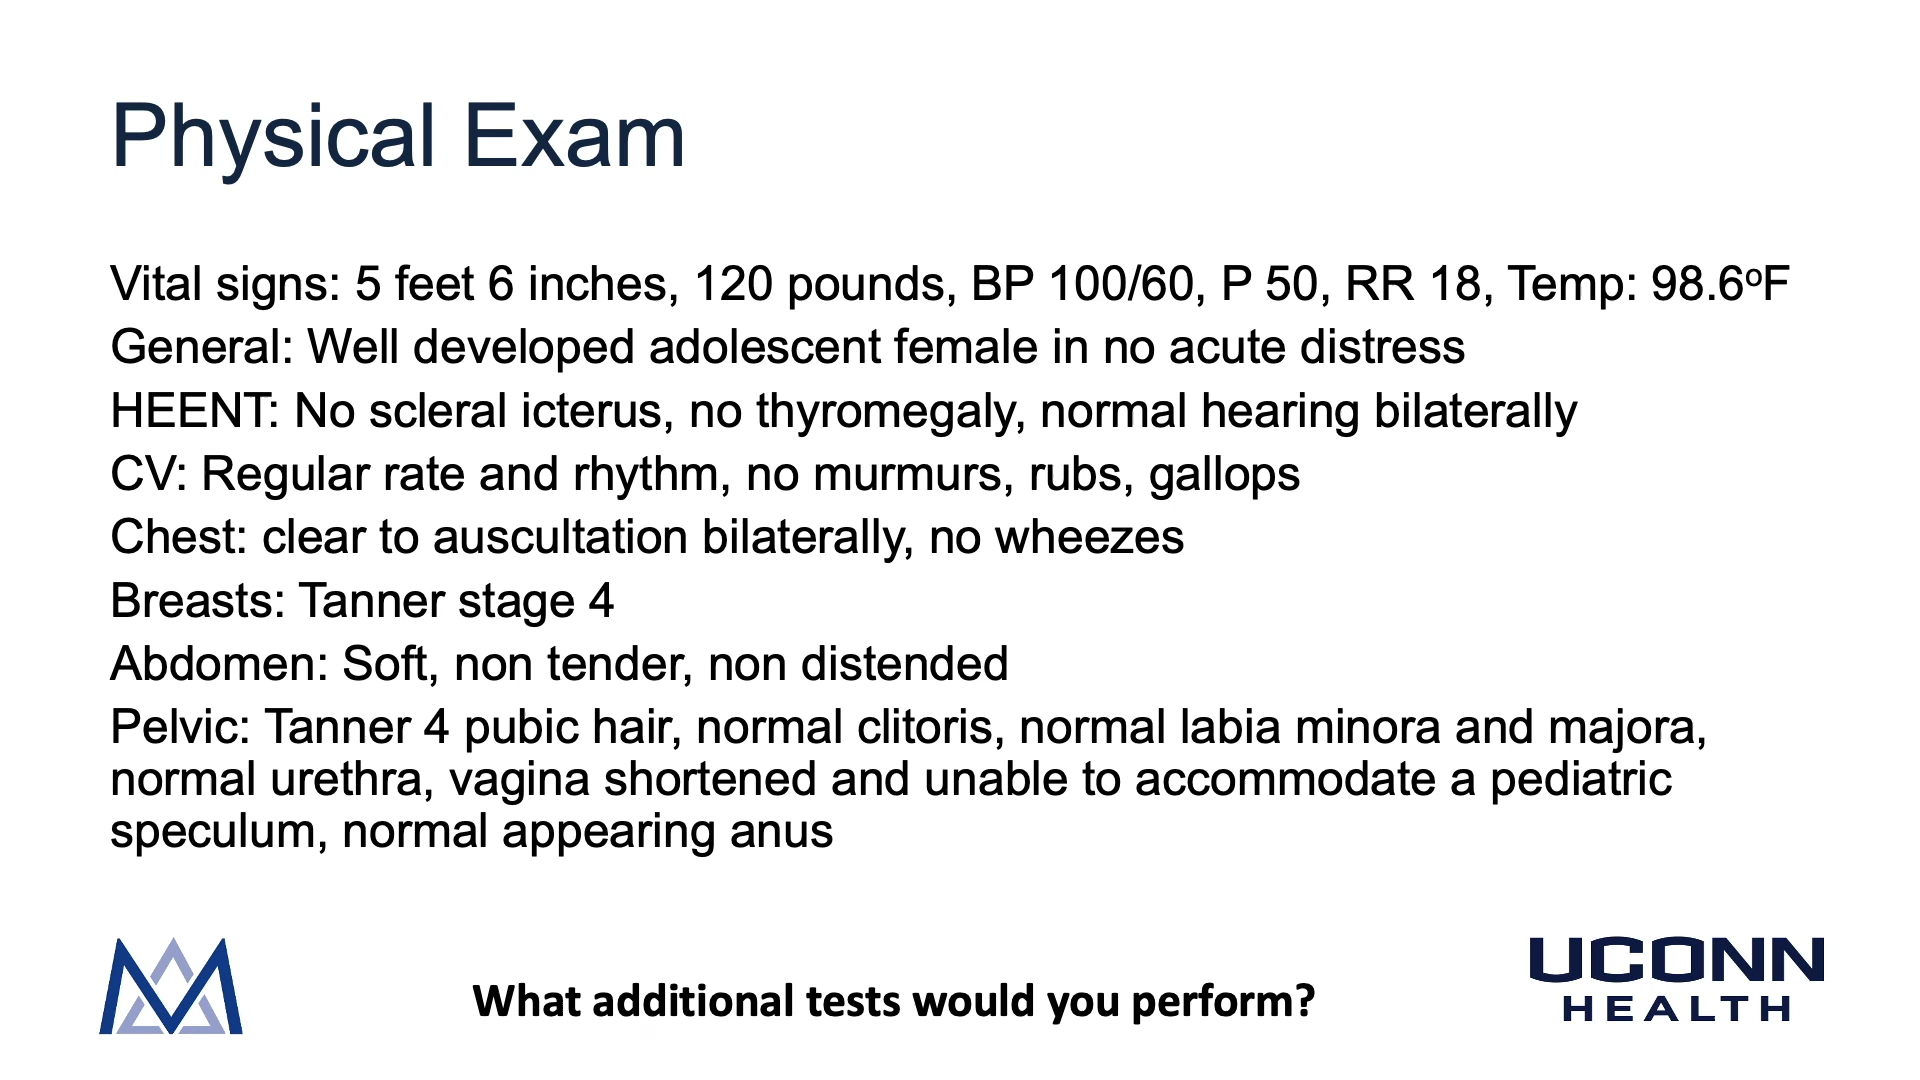 Physical Exam
Vital signs: 5 feet 6 inches, 120 pounds, BP 100/60, P 50, RR 18, Temp: 98.6ºF
General: Well developed adolescent female in no acute distress
HEENT: No scleral icterus, no thyromegaly, normal hearing bilaterally
CV: Regular rate and rhythm, no murmurs, rubs, gallops
Chest: clear to auscultation bilaterally, no wheezes
Breasts: Tanner stage 4
Abdomen: Soft, non tender, non distended
Pelvic: Tanner 4 pubic hair, normal clitoris, normal labia minora and majora,
normal urethra, vagina shortened and unable to accommodate a pediatric
speculum, normal appearing anus
What additional tests would you perform?
UCONN
HEALTH